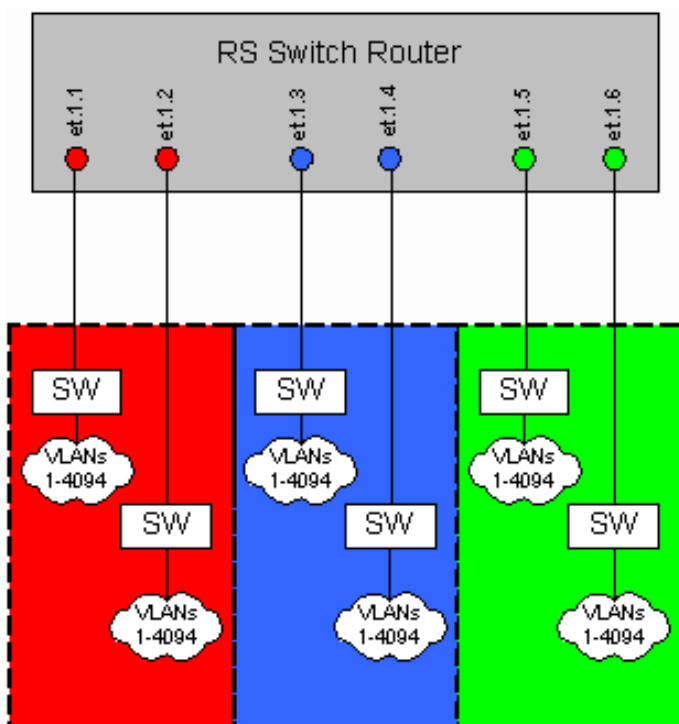 RS Switch Router
et.1.1
et.1.2
et.1.3
et.1.4
et.1.5
et.1.6
SW
VLANs
1-4094
SW
VLANs
1-4094
SW
VLANs
1-4094
SW
VLANs
1-4094
SW
VLANs
1-4094
SW
VLANs
1-4094